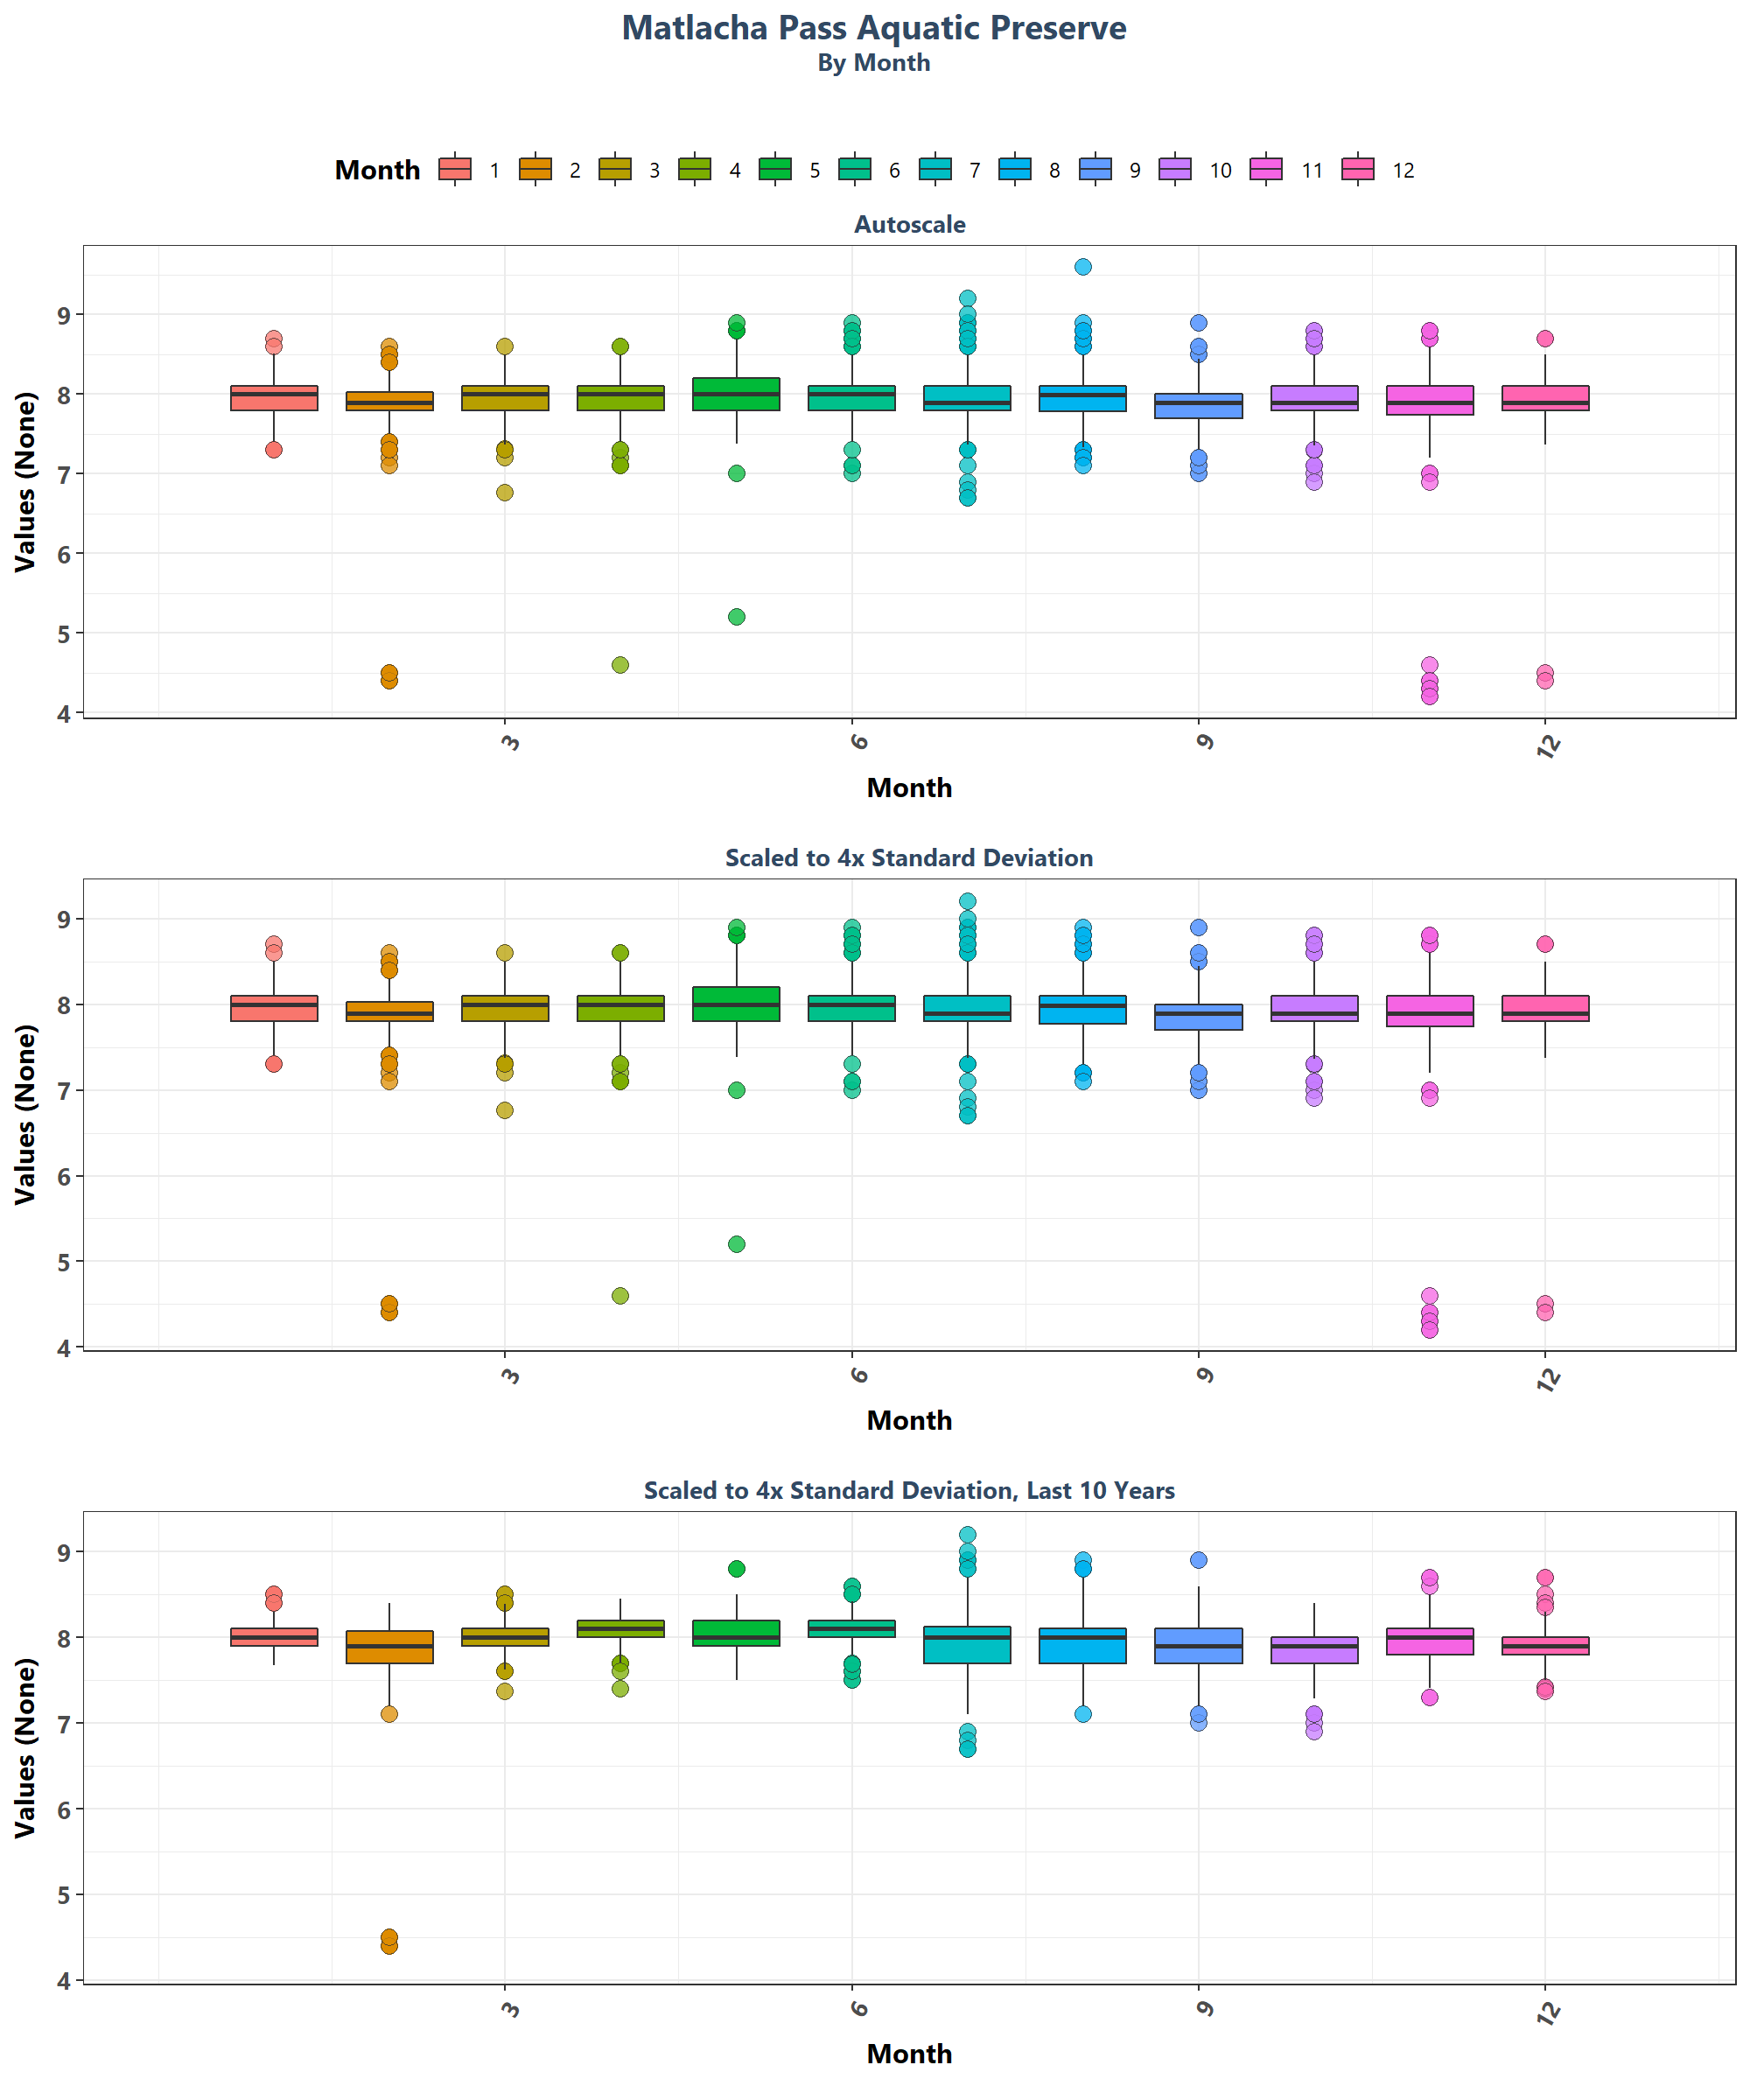 Matlacha Pass Aquatic Preserve
By Month
Month 1 2 3 4 5 6 7 8 9 10 11 12
Autoscale
Values (None)
9
8
7
6
5
4
3 6 9 12
Month
Scaled to 4x Standard Deviation
Values (None)
9
8
7
6
5
4
3 6 9 12
Month
Scaled to 4x Standard Deviation, Last 10 Years
Values (None)
9
8
7
6
5
4
3 6 9 12
Month